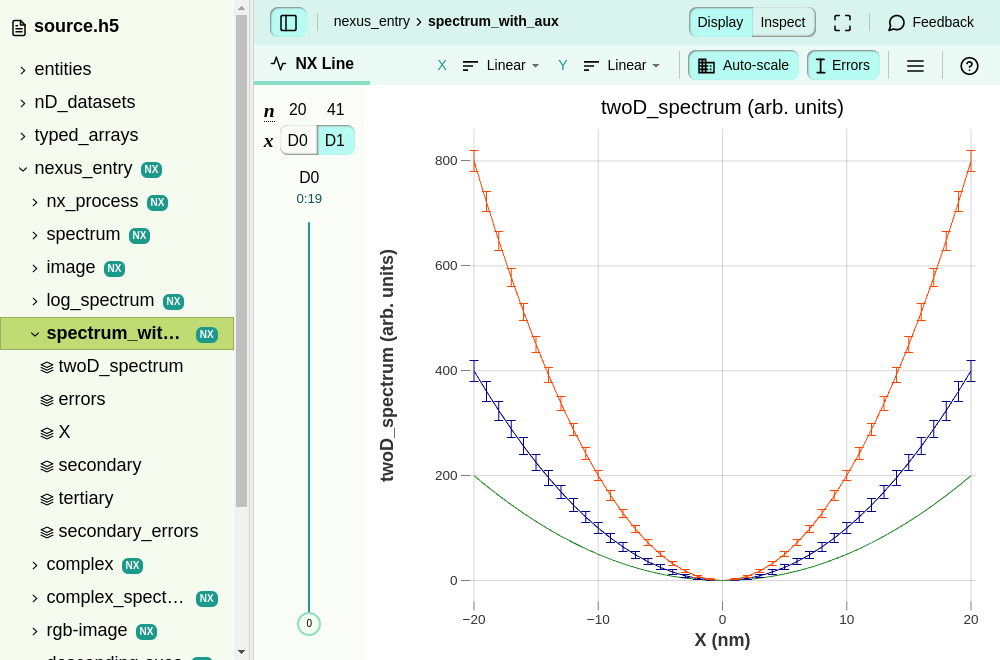 source.h5
entities
nD_datasets
typed_arrays
nexus_entry NX
nx_process NX
spectrum NX
image NX
log_spectrum NX
spectrum_wit… NX
twoD_spectrum
errors
X
secondary
tertiary
secondary_errors
complex NX
complex_spect… NX
rgb-image NX
descending axes
nexus_entry › spectrum_with_aux
Display Inspect
Feedback
NX Line
X Linear
Y Linear
Auto-scale
Errors
n 20 41
x D0 D1
D0
0:19
0
twoD_spectrum (arb. units)
twoD_spectrum (arb. units)
800
600
400
200
0
−20 −10 0 10 20
X (nm)